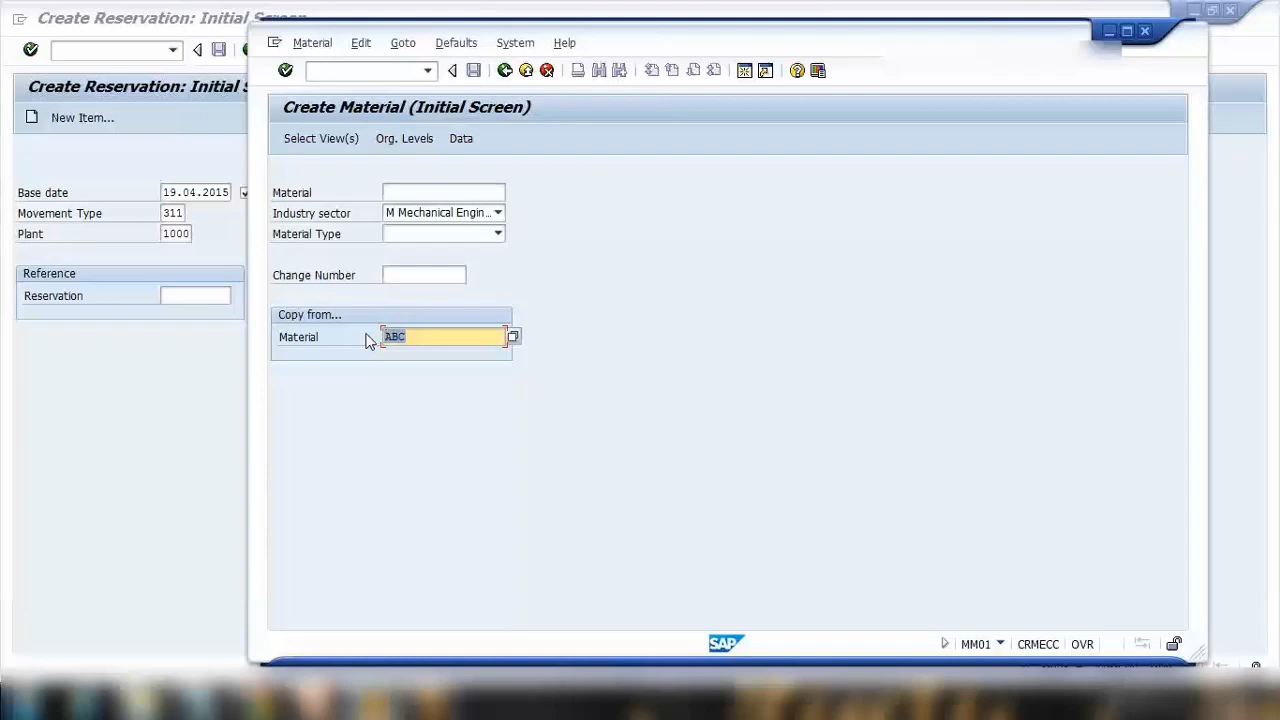 Create Reservation: Initial Screen
Material Edit Goto Defaults System Help
Create Reservation: Initial S
Create Material (Initial Screen)
New Item...
Select View(s) Org. Levels Data
Base date 19.04.2015
Movement Type 311
Plant 1000
Reference
Reservation
Material
Industry sector M Mechanical Engin...
Material Type
Change Number
Copy from...
Material ABC
SAP
MM01 CRMECC OVR